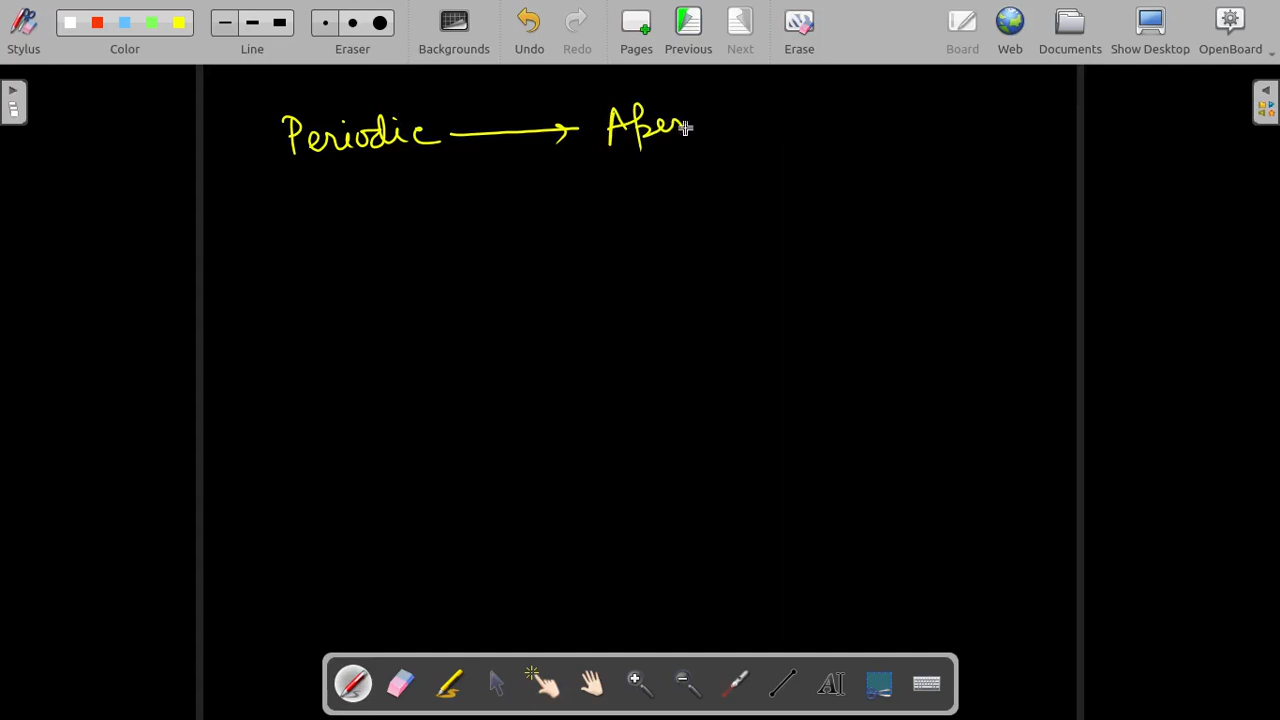 Stylus Color Line Eraser Backgrounds Undo Redo Pages Previous Next Erase Board Web Documents Show Desktop OpenBoard
Periodic → Aper
AI